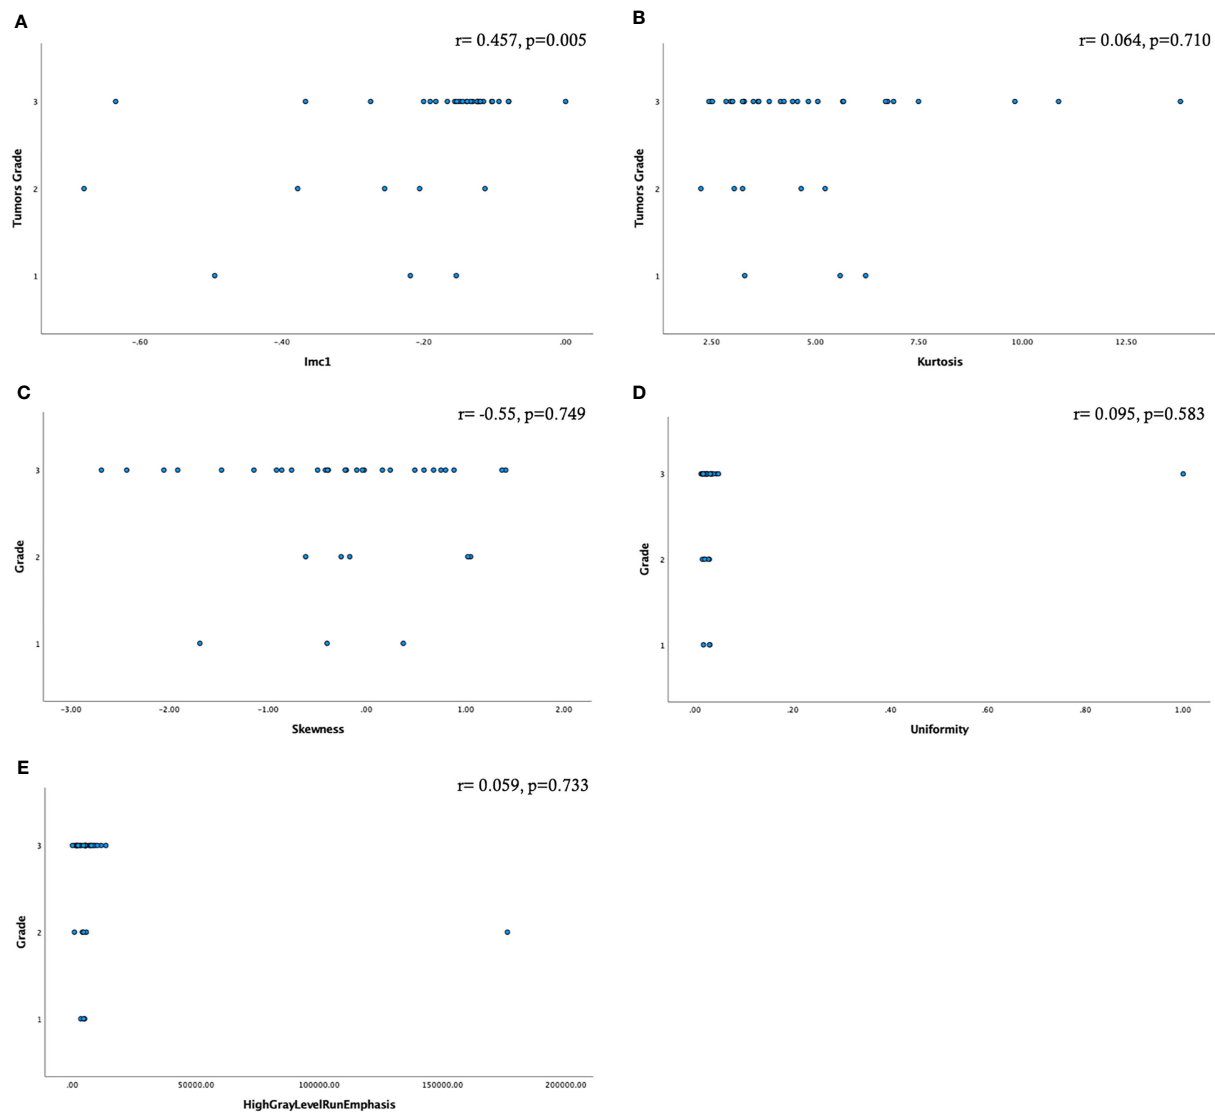 A
r= 0.457, p=0.005
Tumors Grade
3
2
1
-.60
-.40
-.20
.00
Imc1
B
r= 0.064, p=0.710
Tumors Grade
3
2
1
2.50
5.00
7.50
10.00
12.50
Kurtosis
C
r= -0.55, p=0.749
Grade
3
2
1
-3.00
-2.00
-1.00
.00
1.00
2.00
Skewness
D
r= 0.095, p=0.583
Grade
3
2
1
.00
.20
.40
.60
.80
1.00
Uniformity
E
r= 0.059, p=0.733
Grade
3
2
1
.00
50000.00
100000.00
150000.00
200000.00
HighGrayLevelRunEmphasis